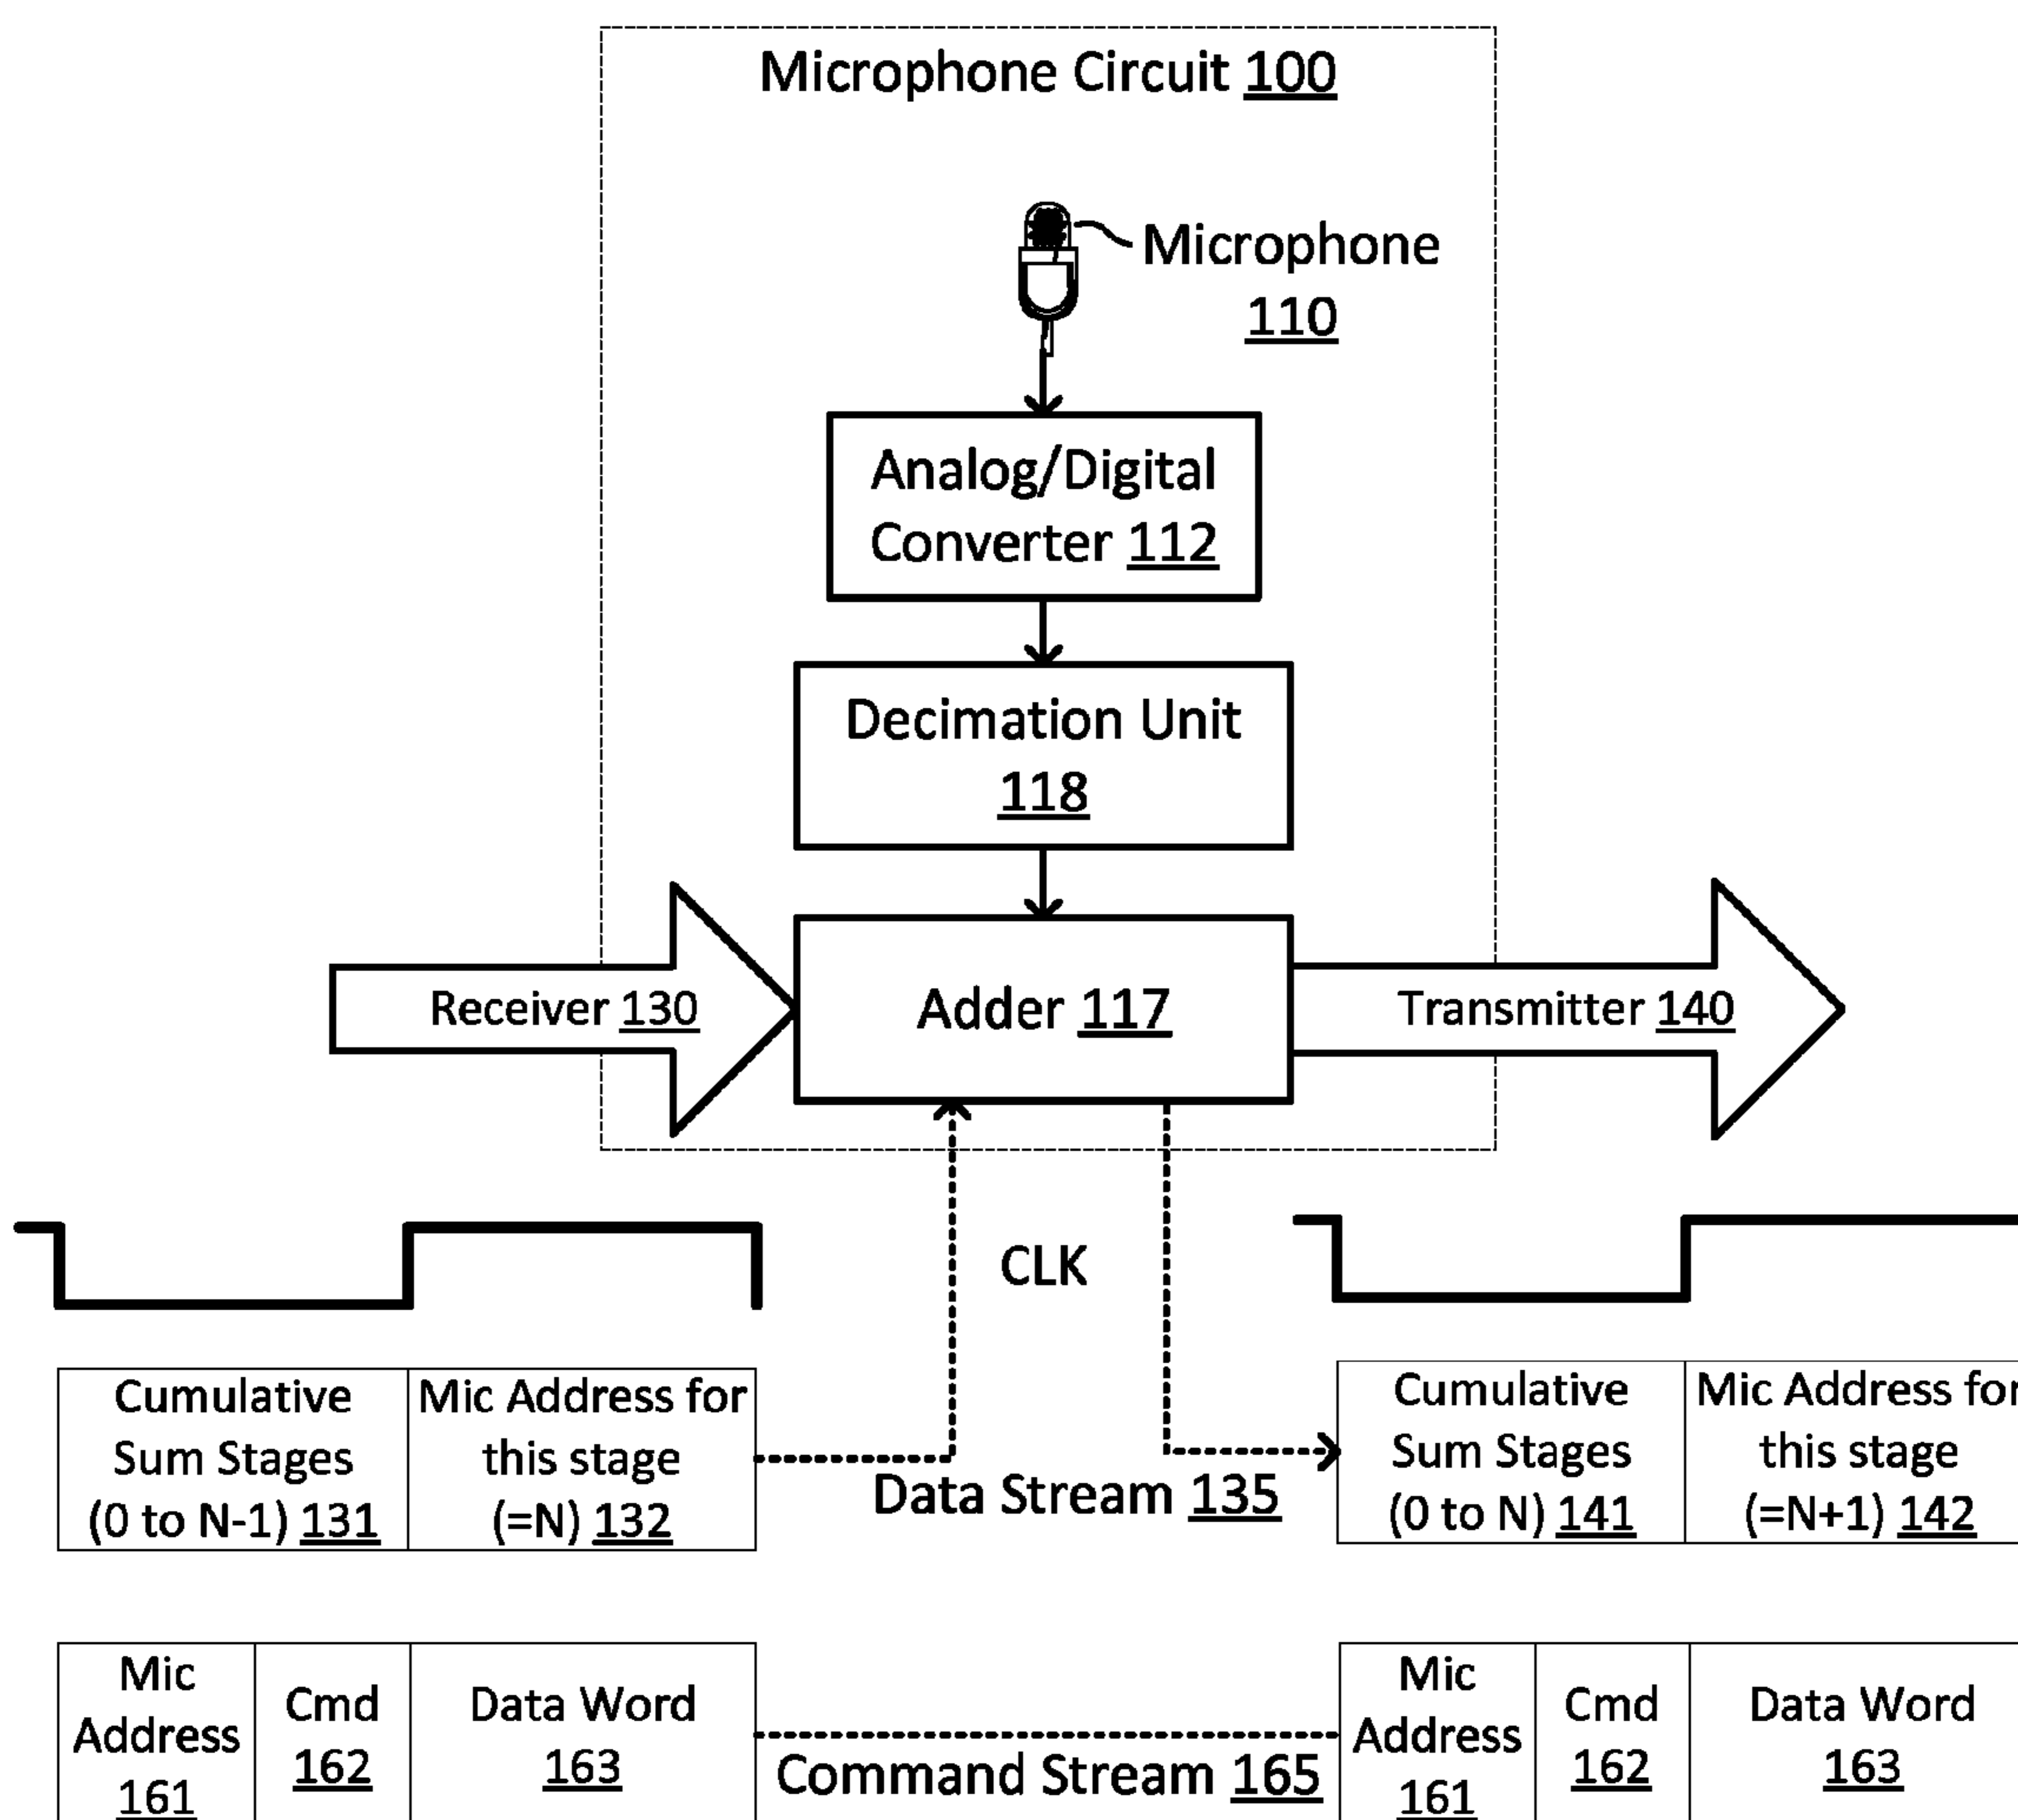 Microphone Circuit 100
Microphone
110
Analog/Digital
Converter 112
Decimation Unit
118
Receiver 130
Adder 117
Transmitter 140
CLK
Cumulative
Sum Stages
(0 to N-1) 131
Mic Address for
this stage
(=N) 132
Data Stream 135
Cumulative
Sum Stages
(0 to N) 141
Mic Address for
this stage
(=N+1) 142
Mic
Address
161
Cmd
162
Data Word
163
Command Stream 165
Mic
Address
161
Cmd
162
Data Word
163